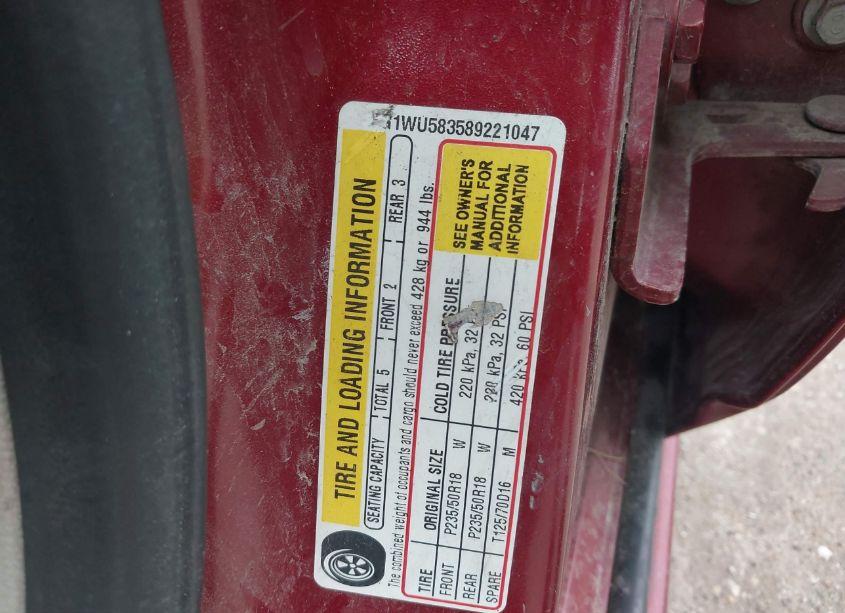 1WU583589221047
TIRE AND LOADING INFORMATION
SEATING CAPACITY TOTAL 5 FRONT 2 REAR 3
The combined weight of occupants and cargo should never exceed 428 kg or 944 lbs.
TIRE ORIGINAL SIZE COLD TIRE PRESSURE
FRONT P235/50R18 W 220 kPa, 32
REAR P235/50R18 W 220 kPa, 32 PSI
SPARE T125/70D16 M 420 kPa, 60 PSI
SEE OWNER'S
MANUAL FOR
ADDITIONAL
INFORMATION